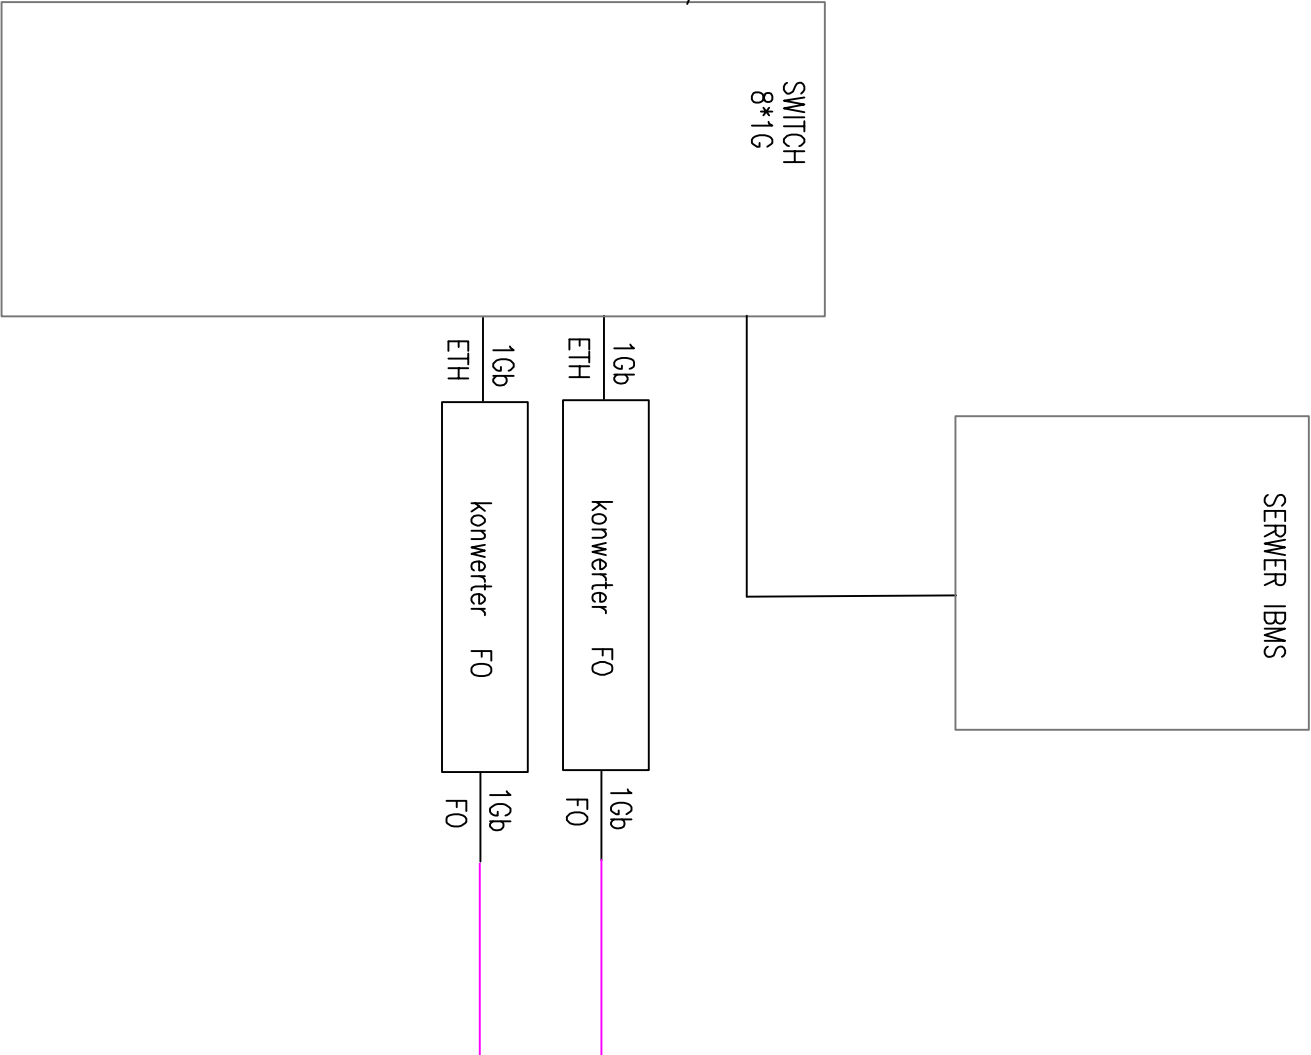 SWITCH
8*1G
SERWER IBMS
1Gb
ETH
konwerter FO
1Gb
FO
1Gb
ETH
konwerter FO
1Gb
FO